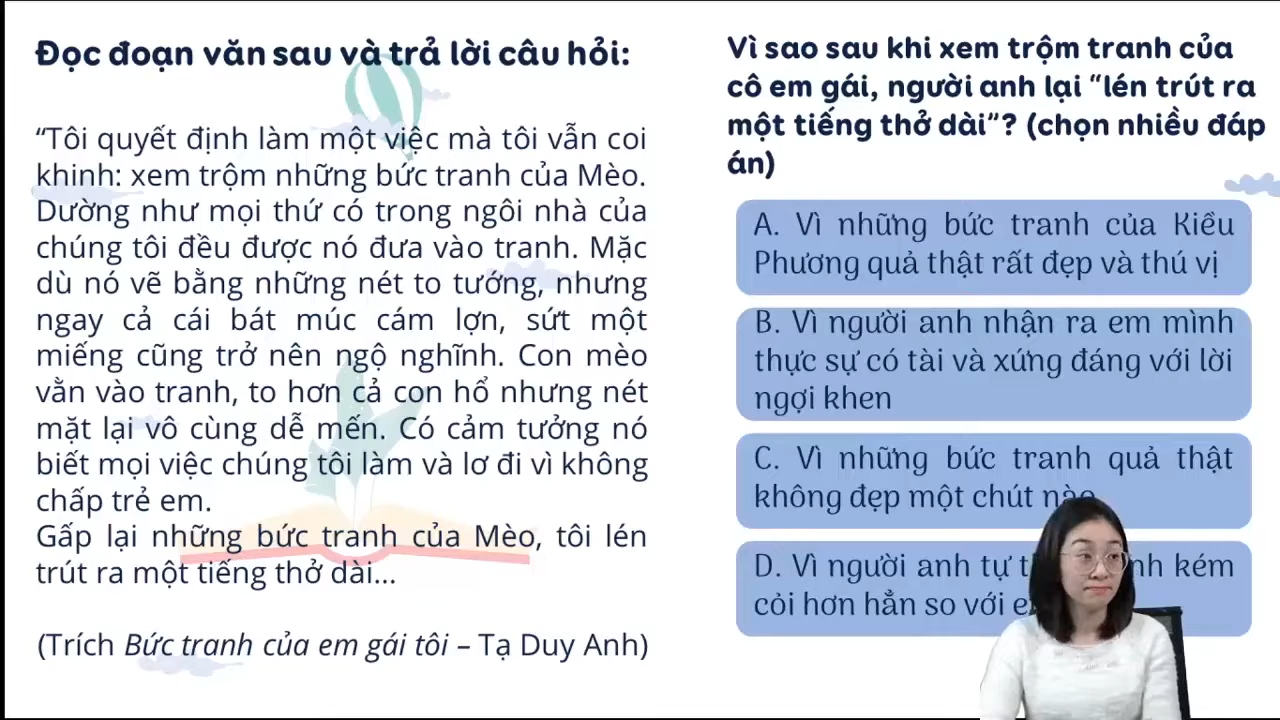 Đọc đoạn văn sau và trả lời câu hỏi:
“Tôi quyết định làm một việc mà tôi vẫn coi
khinh: xem trộm những bức tranh của Mèo.
Dường như mọi thứ có trong ngôi nhà của
chúng tôi đều được nó đưa vào tranh. Mặc
dù nó vẽ bằng những nét to tướng, nhưng
ngay cả cái bát múc cám lợn, sứt một
miếng cũng trở nên ngộ nghĩnh. Con mèo
vằn vào tranh, to hơn cả con hổ nhưng nét
mặt lại vô cùng dễ mến. Có cảm tưởng nó
biết mọi việc chúng tôi làm và lơ đi vì không
chấp trẻ em.
Gấp lại những bức tranh của Mèo, tôi lén
trút ra một tiếng thở dài...
(Trích Bức tranh của em gái tôi – Tạ Duy Anh)
Vì sao sau khi xem trộm tranh của
cô em gái, người anh lại “lén trút ra
một tiếng thở dài”? (chọn nhiều đáp
án)
A. Vì những bức tranh của Kiều
Phương quả thật rất đẹp và thú vị
B. Vì người anh nhận ra em mình
thực sự có tài và xứng đáng với lời
ngợi khen
C. Vì những bức tranh quả thật
không đẹp một chút nào
D. Vì người anh tự kém
cỏi hơn hẳn so với